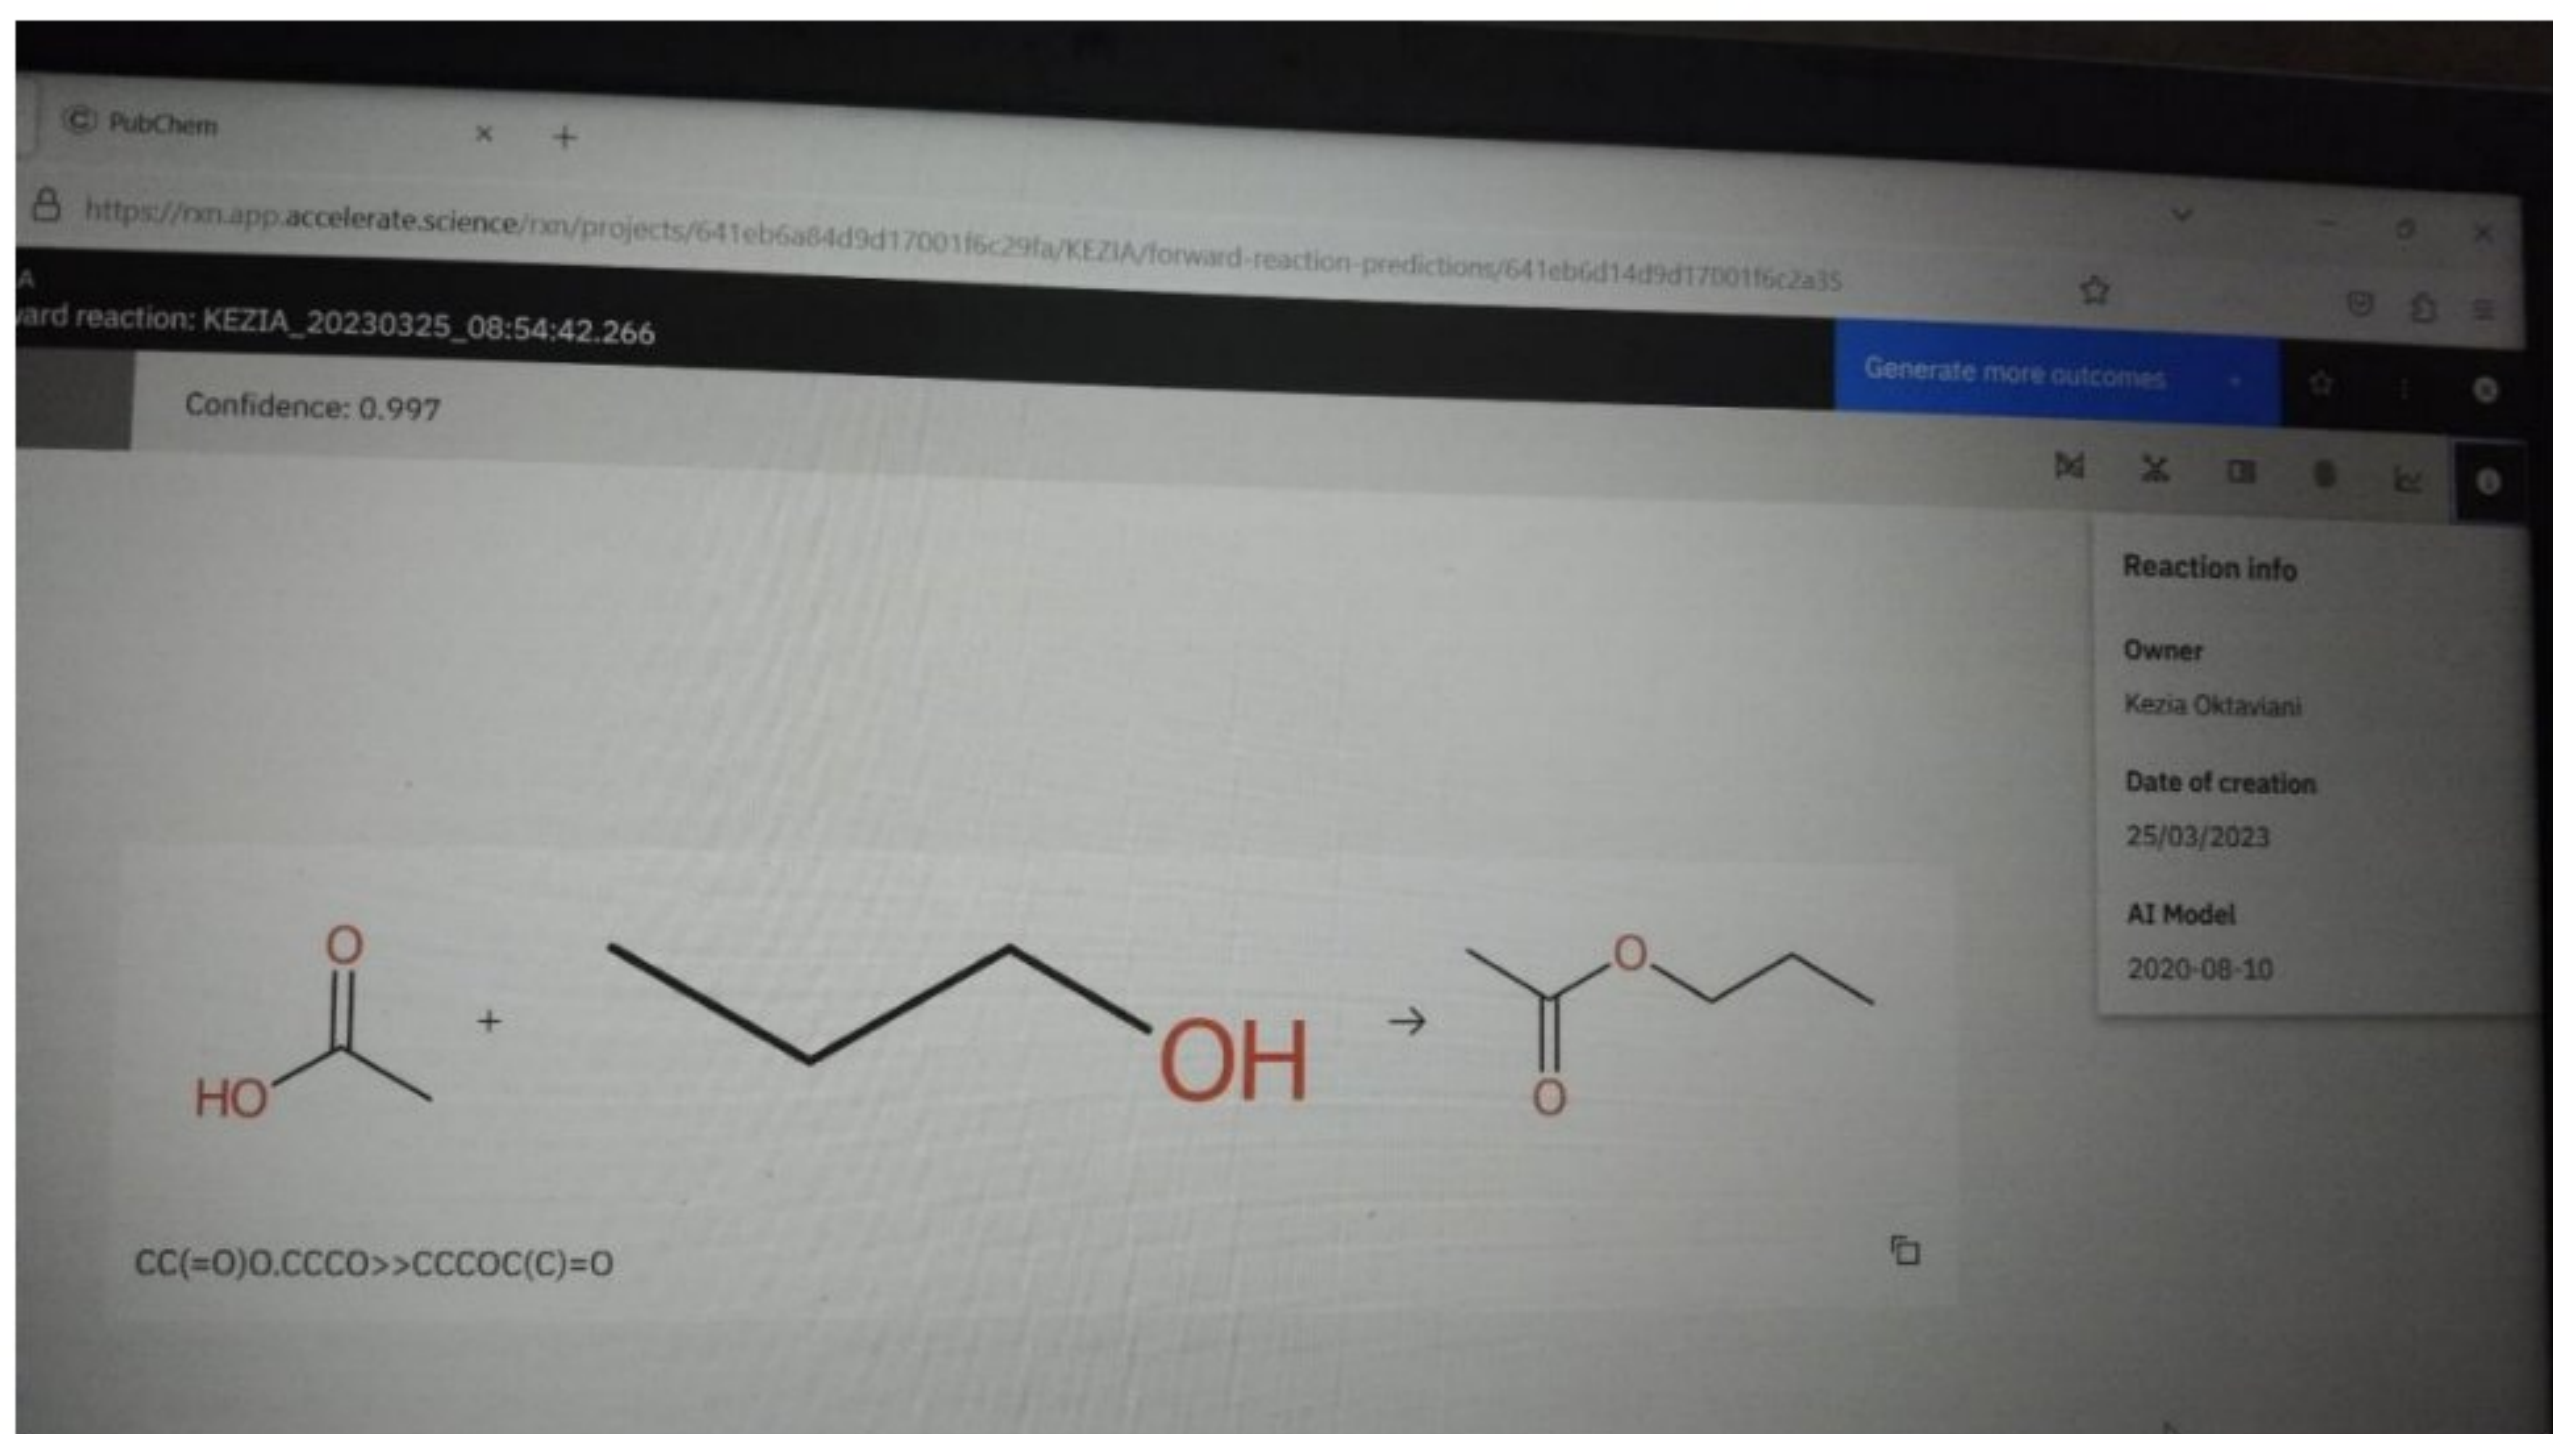 PubChem
https://rxn.app.accelerate.science/rxn/projects/641eb6a84d9d17001f6c29fa/KEZIA/forward-reaction-predictions/641eb6d14d9d17001f6c2a35
A
ard reaction: KEZIA_20230325_08:54:42.266
Generate more outcomes +
Confidence: 0.997
Reaction info
Owner
Kezia Oktaviani
Date of creation
25/03/2023
AI Model
2020-08-10
O
HO
+
OH
→
O
O
CC(=O)O.CCCO>>CCCOC(C)=O